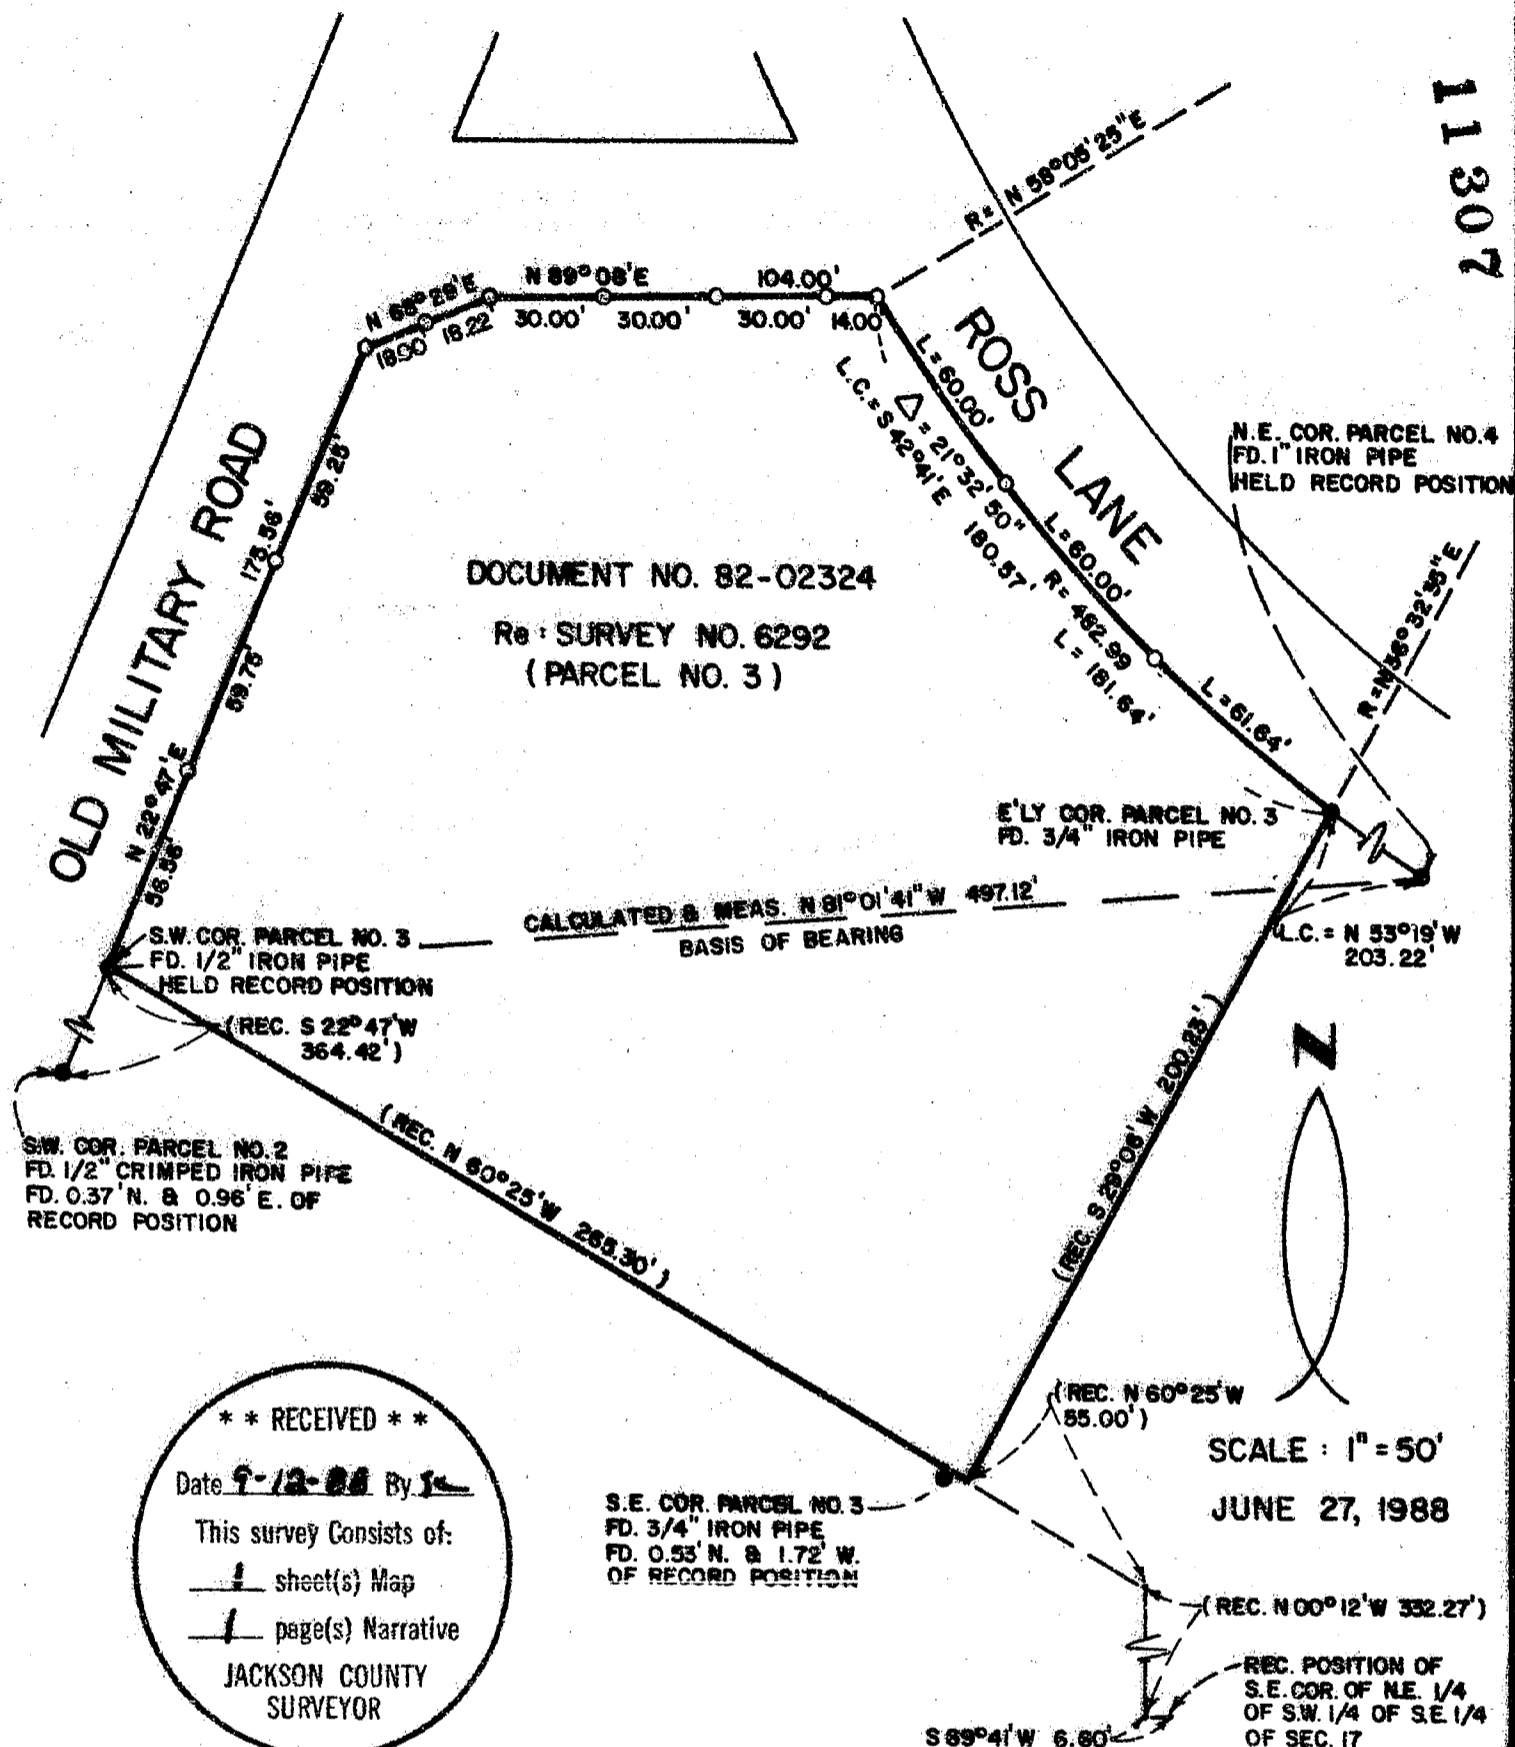 11307
R= N 58°05'25"E
N 68°29'E
18.22'
N 89°08'E
104.00'
30.00'
30.00'
30.00'
14.00'
ROSS LANE
L=60.00'
Δ = 21°32'50"
L.C.= S 42°41'E 180.57'
L=60.00'
R= 462.99
L= 181.64'
L=61.64'
N.E. COR. PARCEL NO.4
FD. 1" IRON PIPE
HELD RECORD POSITION
R=N36°32'35"E
OLD MILITARY ROAD
59.25'
175.56'
59.75'
N 22°47'E
56.56'
DOCUMENT NO. 82-02324
Re: SURVEY NO. 6292
(PARCEL NO. 3)
E'LY COR. PARCEL NO. 3
FD. 3/4" IRON PIPE
CALCULATED & MEAS. N 81°01'41" W 497.12'
BASIS OF BEARING
L.C.= N 53°19'W
203.22'
S.W. COR. PARCEL NO. 3
FD. 1/2" IRON PIPE
HELD RECORD POSITION
(REC. S 22°47'W
364.42')
S.W. COR. PARCEL NO. 2
FD. 1/2" CRIMPED IRON PIPE
FD. 0.37'N. & 0.96'E. OF
RECORD POSITION
(REC. N 60°25'W 265.30')
(REC. S 29°06'W 200.23')
N
(REC. N 60°25'W
55.00')
SCALE : 1"=50'
JUNE 27, 1988
S.E. COR. PARCEL NO. 3
FD. 3/4" IRON PIPE
FD. 0.53'N. & 1.72'W.
OF RECORD POSITION
(REC. N 00°12'W 332.27')
REC. POSITION OF
S.E. COR. OF N.E. 1/4
OF S.W. 1/4 OF S.E. 1/4
OF SEC. 17
S 89°41'W 6.60'
* * RECEIVED * *
Date 9-12-88 By
This survey Consists of:
1 sheet(s) Map
1 page(s) Narrative
JACKSON COUNTY
SURVEYOR